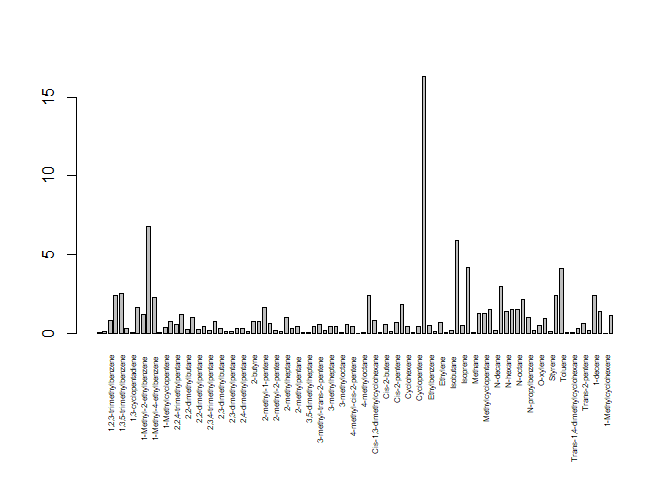 15
10
5
0
1,2,3-trimethylbenzene
1,3,5-trimethylbenzene
1,3-cyclopentadiene
1-Methyl-2-ethylbenzene
1-Methyl-4-ethylbenzene
1-Methylcyclopentene
2,2,4-trimethylpentane
2,2-dimethylbutane
2,2-dimethylpentane
2,3,4-trimethylpentane
2,3-dimethylbutane
2,3-dimethylpentane
2,4-dimethylpentane
2-butyne
2-methyl-1-pentene
2-methyl-2-pentene
2-methylheptane
2-methylpentane
3,5-dimethylheptane
3-methyl-trans-2-pentene
3-methylheptane
3-methyloctane
4-methyl-cis-2-pentene
4-methyloctane
Cis-1,3-dimethylcyclohexane
Cis-2-butene
Cis-2-pentene
Cyclohexene
Cyclopentene
Ethylbenzene
Ethylene
Isobutane
Isoprene
Methane
Methylcyclopentane
N-decane
N-hexane
N-octane
N-propylbenzene
O-xylene
Styrene
Toluene
Trans-1,4-dimethylcyclohexane
Trans-2-pentene
1-decene
1-Methylcyclohexene